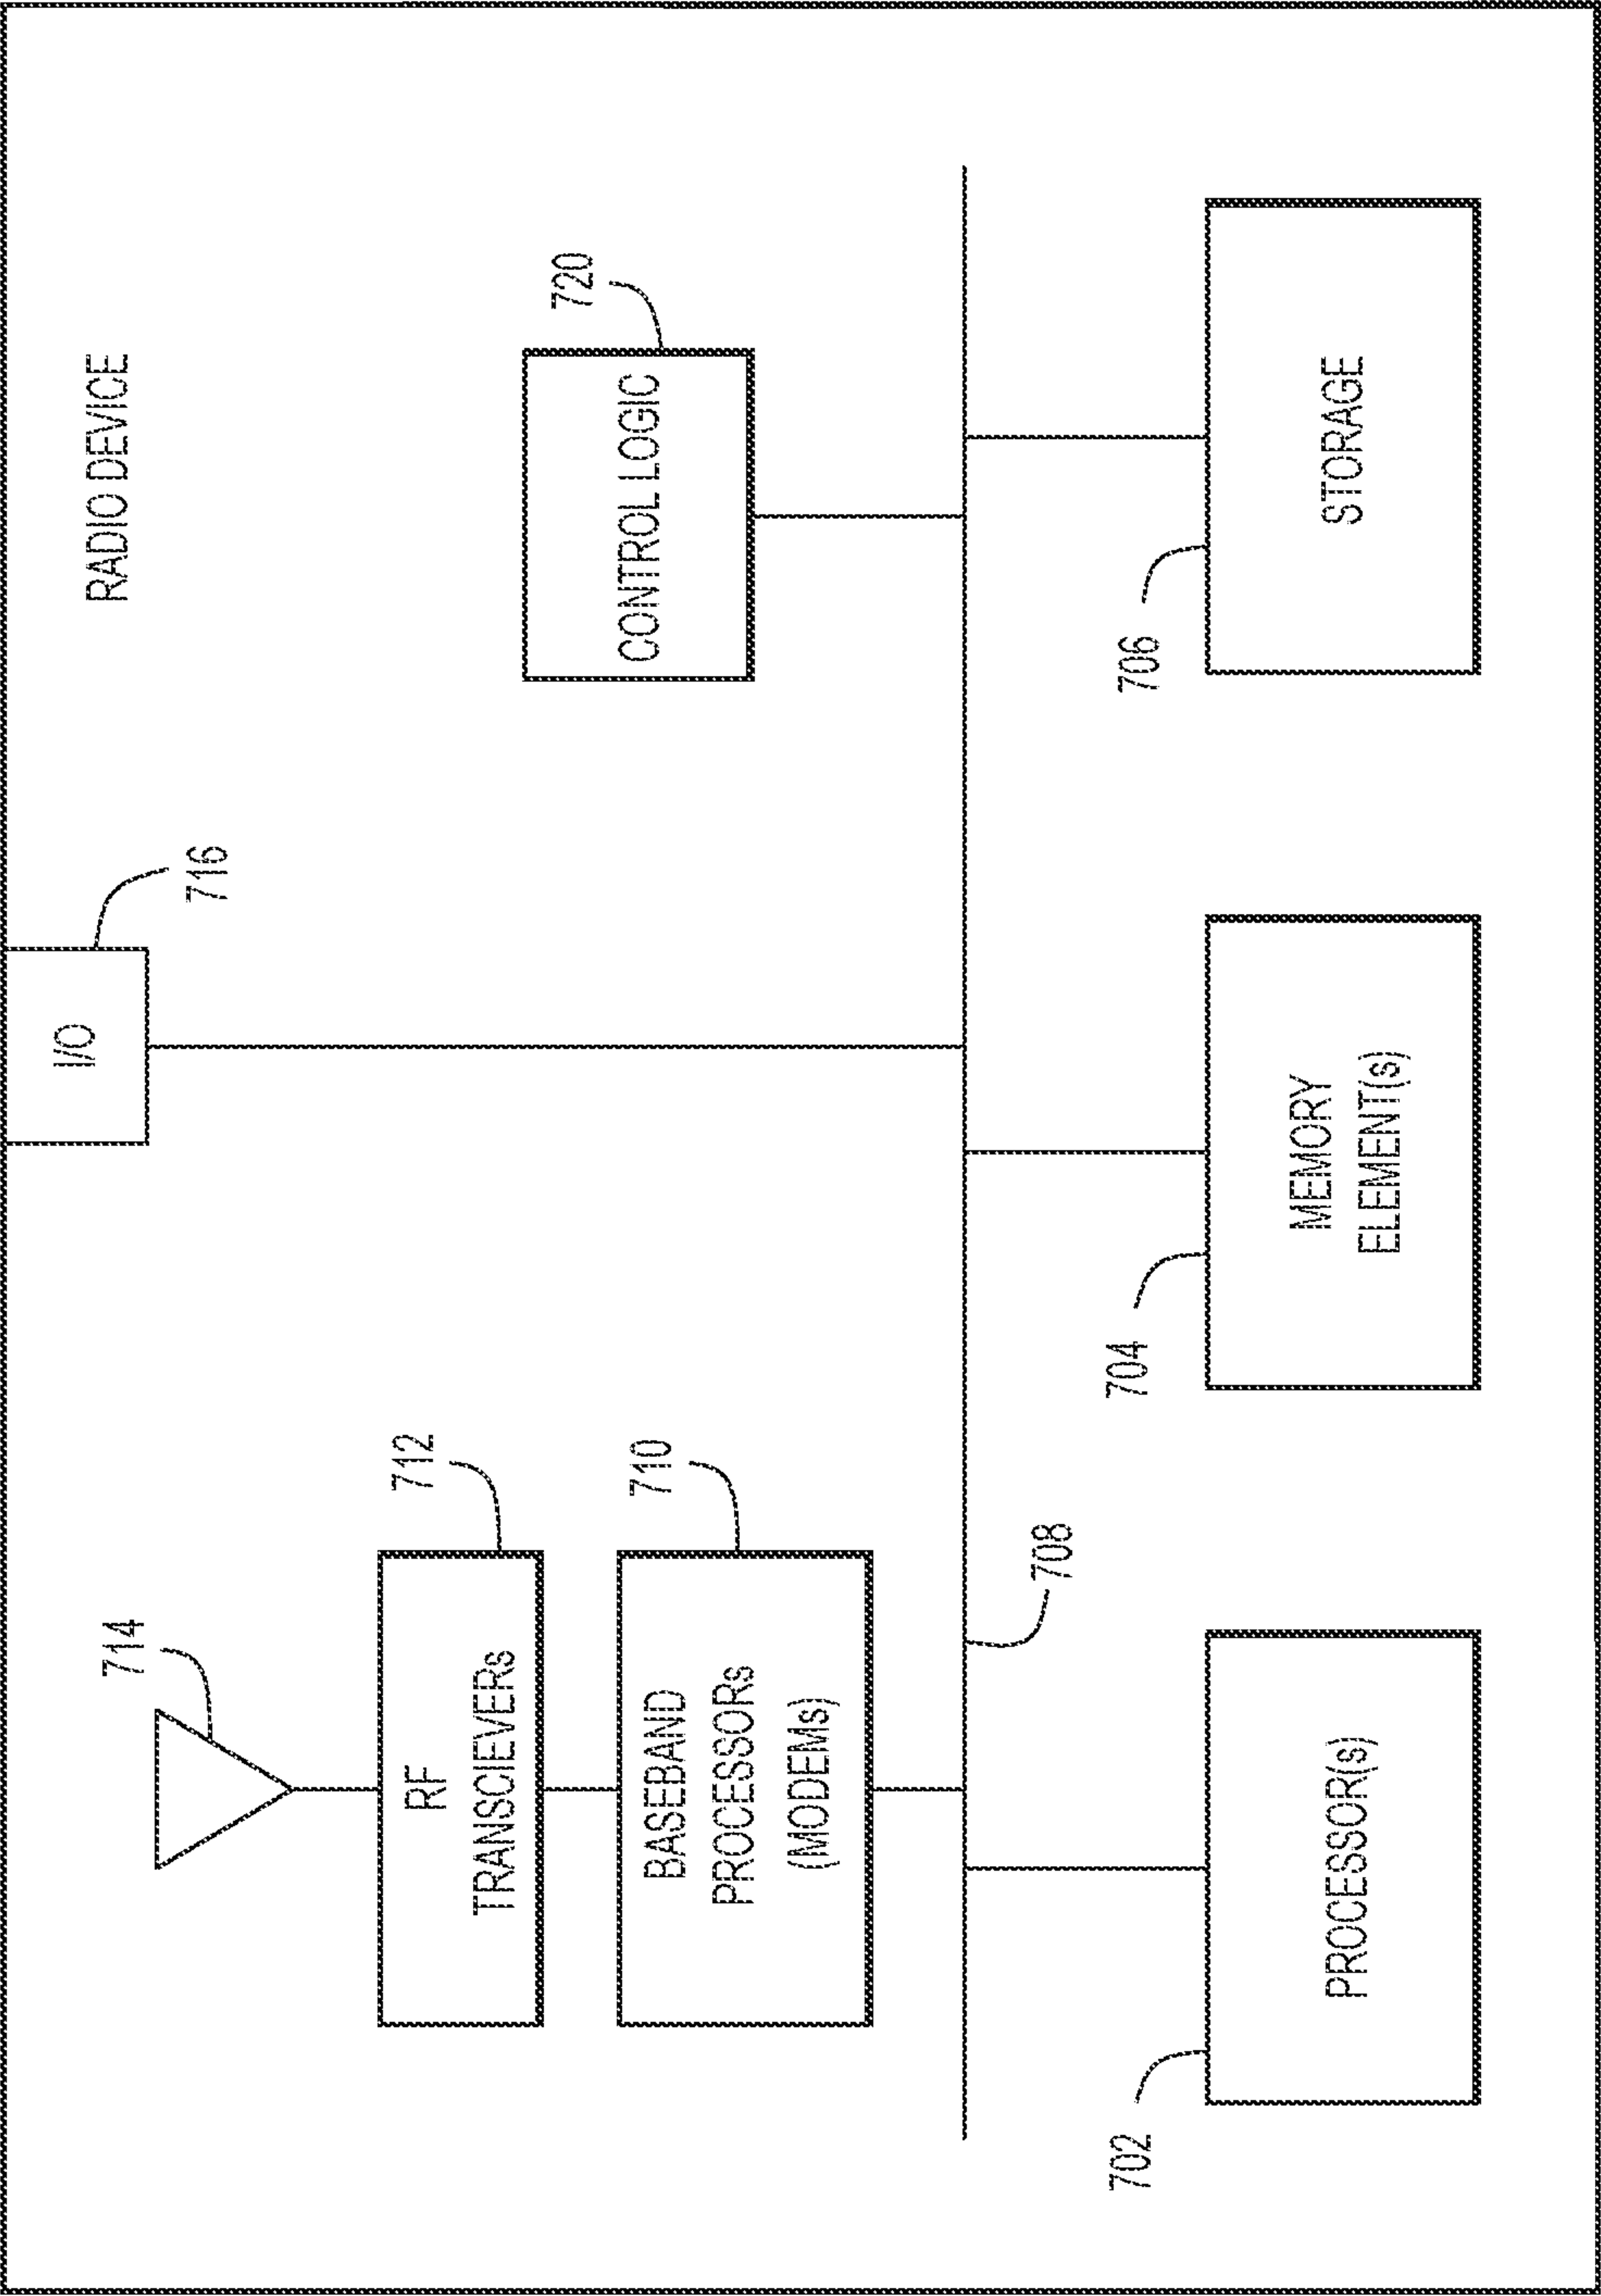 RADIO DEVICE
I/O
716
714
RF
TRANSCIEVERs
712
BASEBAND
PROCESSORs
(MODEMs)
710
CONTROL LOGIC
720
708
702
PROCESSOR(s)
704
MEMORY
ELEMENT(s)
706
STORAGE